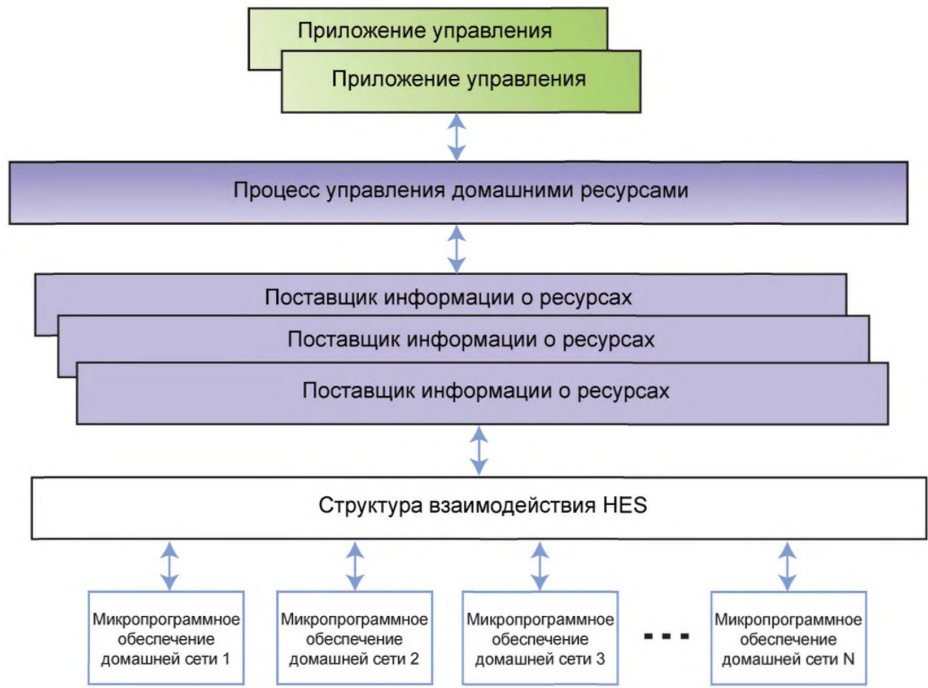 Приложение управления
Приложение управления
Процесс управления домашними ресурсами
Поставщик информации о ресурсах
Поставщик информации о ресурсах
Поставщик информации о ресурсах
Структура взаимодействия HES
Микропрограммное
обеспечение
домашней сети 1
Микропрограммное
обеспечение
домашней сети 2
Микропрограммное
обеспечение
домашней сети 3
Микропрограммное
обеспечение
домашней сети N